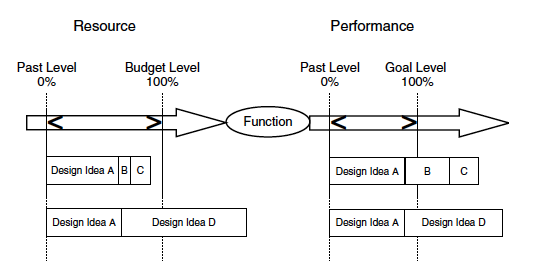 Resource
Performance
Past Level
0%
Budget Level
100%
Past Level
0%
Goal Level
100%
< > Function < >
Design Idea A B C
Design Idea A B C
Design Idea A Design Idea D
Design Idea A Design Idea D